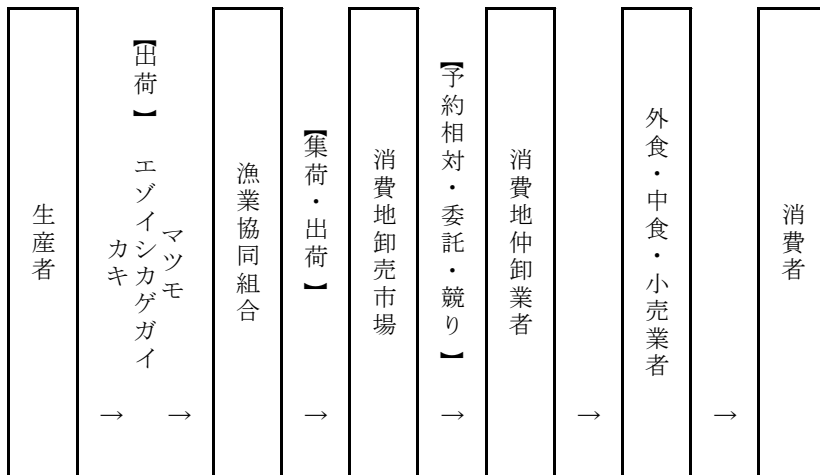 生産者
【出荷】
マツモ
エゾイシカゲガイ
カキ
→
→
漁業協同組合
【集荷・出荷】
→
消費地卸売市場
【予約相対・委託・競り】
→
消費地仲卸業者
→
外食・中食・小売業者
→
消費者